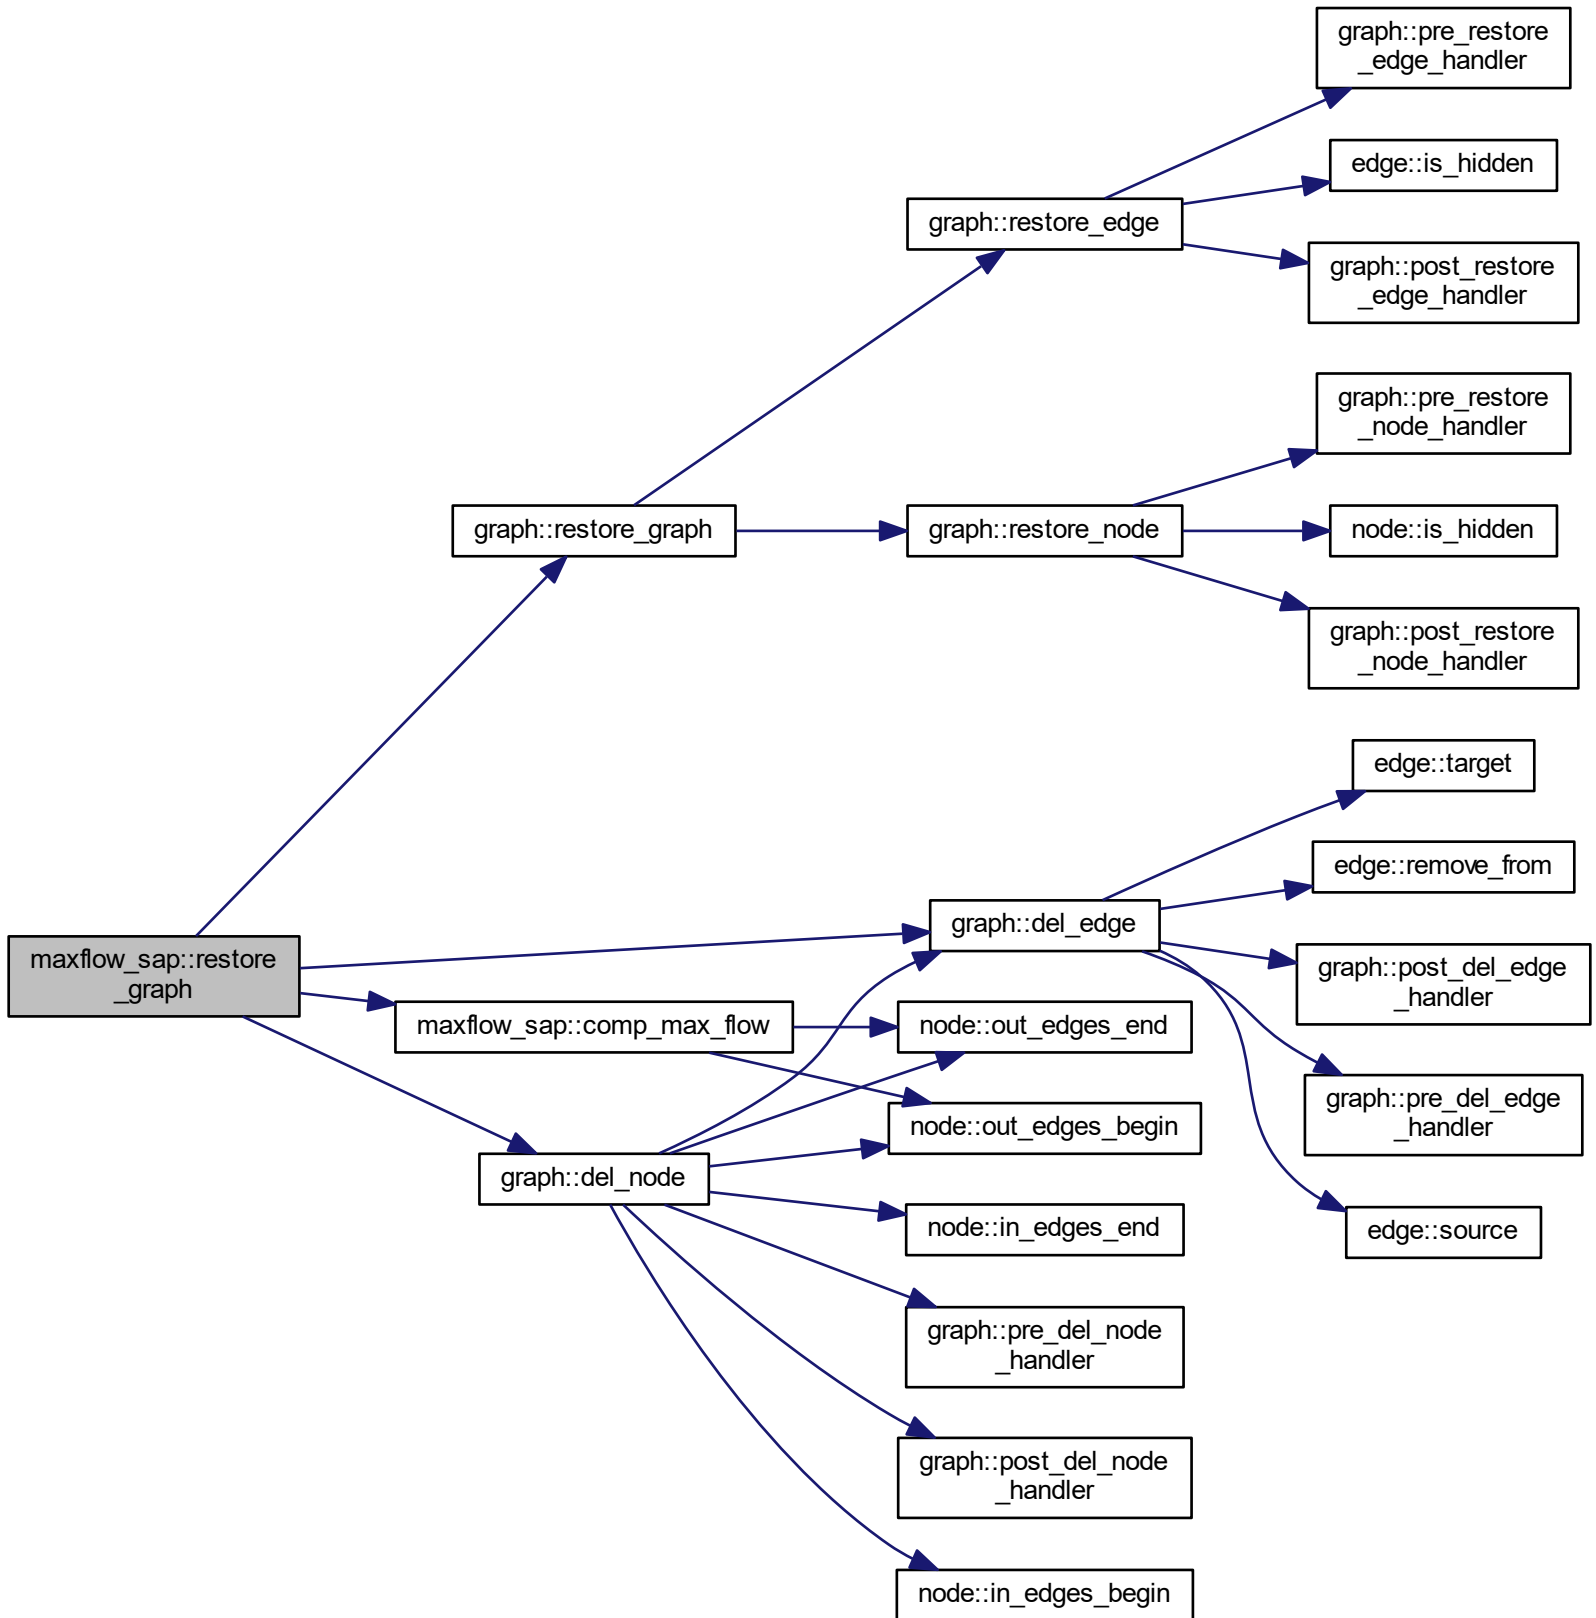 graph::pre_restore
_edge_handler
edge::is_hidden
graph::restore_edge
graph::post_restore
_edge_handler
graph::pre_restore
_node_handler
graph::restore_graph
graph::restore_node
node::is_hidden
graph::post_restore
_node_handler
edge::target
edge::remove_from
graph::del_edge
maxflow_sap::restore
_graph
graph::post_del_edge
_handler
maxflow_sap::comp_max_flow
node::out_edges_end
graph::pre_del_edge
_handler
node::out_edges_begin
graph::del_node
node::in_edges_end
edge::source
graph::pre_del_node
_handler
graph::post_del_node
_handler
node::in_edges_begin